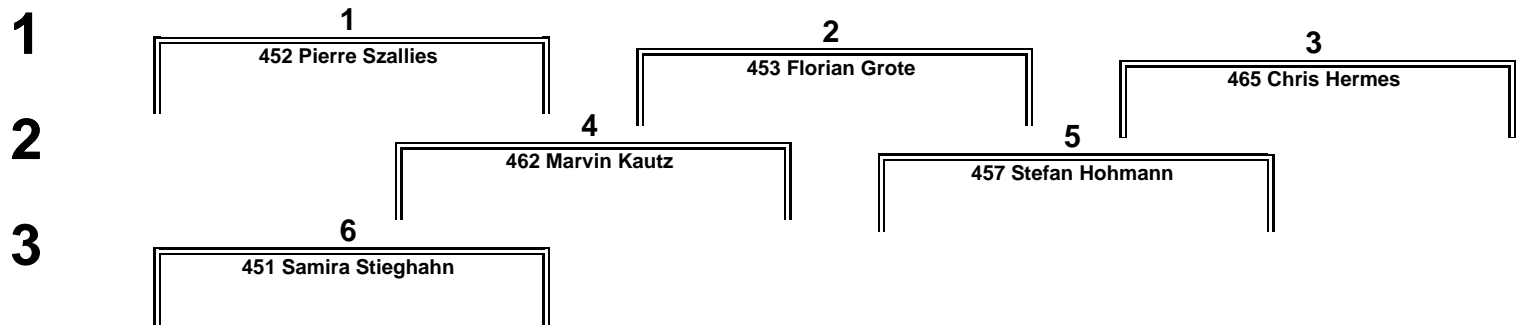 1
1
452 Pierre Szallies
2
453 Florian Grote
3
465 Chris Hermes
2
4
462 Marvin Kautz
5
457 Stefan Hohmann
3
6
451 Samira Stieghahn